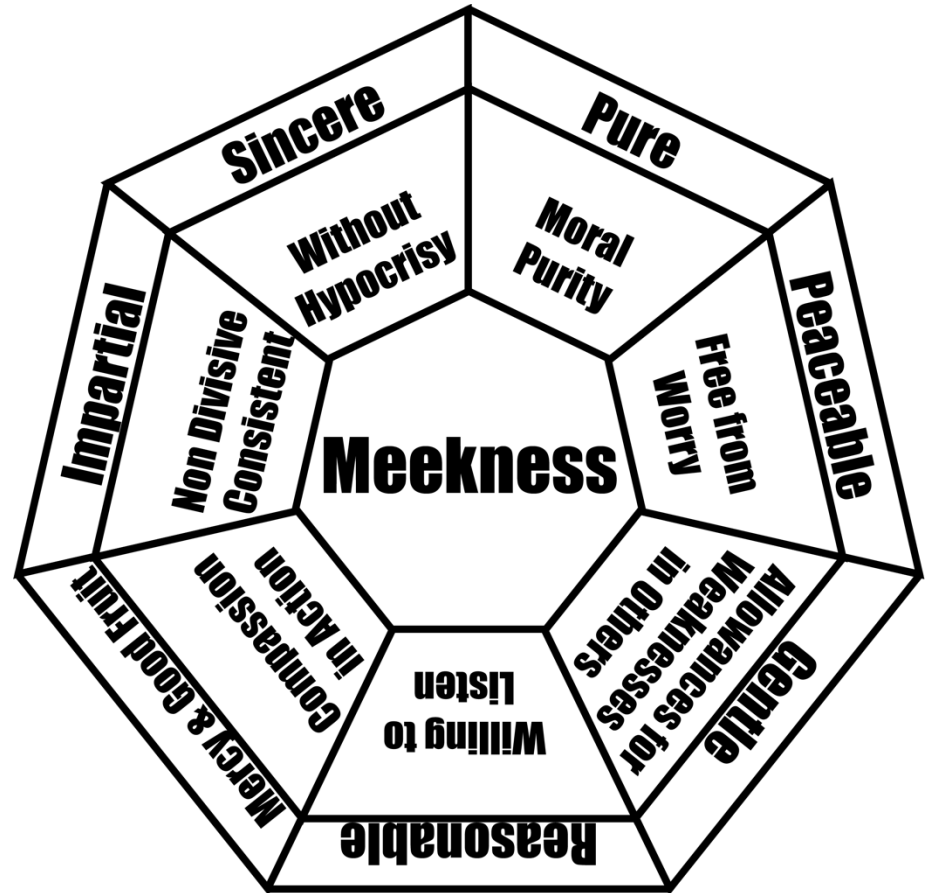 Pure
Moral
Purity
Peaceable
Free from
Worry
Gentle
Allowances for
Weaknesses
in Others
Reasonable
Willing to
Listen
Mercy & Good Fruit
Compassion
in Action
Impartial
Non Divisive
Consistent
Sincere
Without
Hypocrisy
Meekness